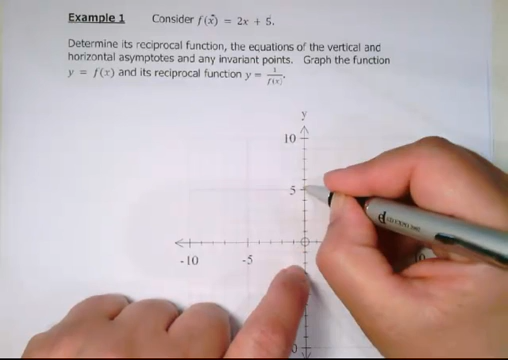 Example 1 Consider f(x) = 2x + 5.
Determine its reciprocal function, the equations of the vertical and
horizontal asymptotes and any invariant points. Graph the function
y = f(x) and its reciprocal function y = 1/f(x).
y
10
5
-10 -5